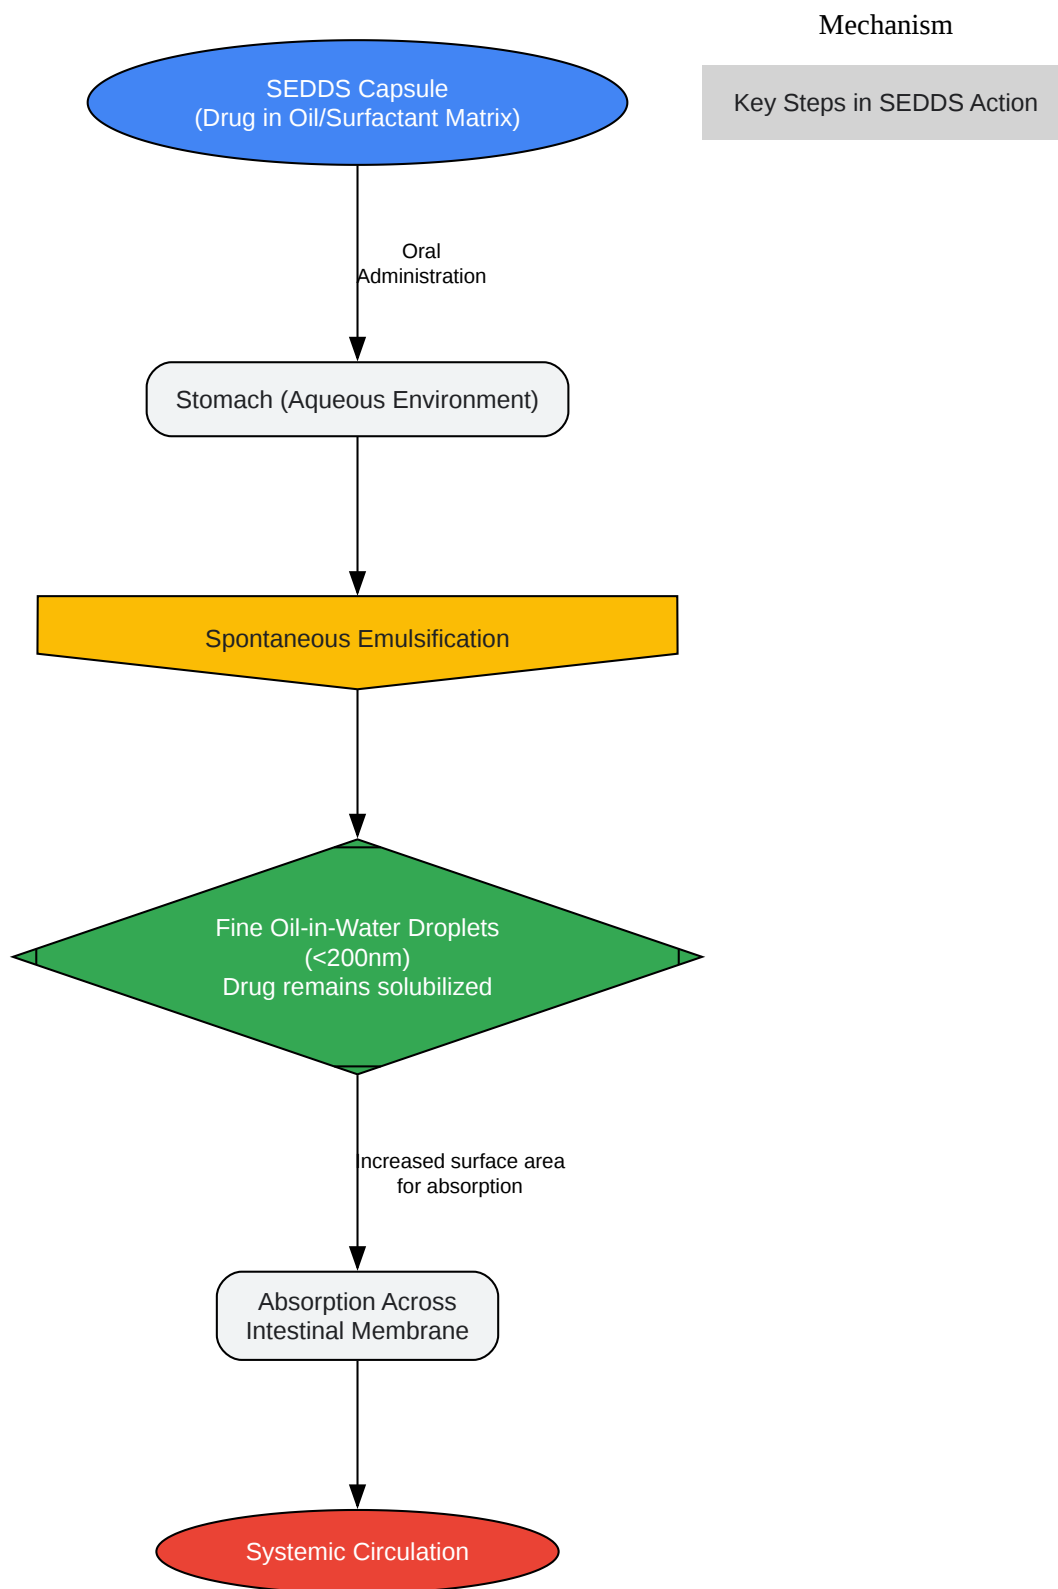 Mechanism
Key Steps in SEDDS Action
SEDDS Capsule
(Drug in Oil/Surfactant Matrix)
Oral
Administration
Stomach (Aqueous Environment)
Spontaneous Emulsification
Fine Oil-in-Water Droplets
(<200nm)
Drug remains solubilized
Increased surface area
for absorption
Absorption Across
Intestinal Membrane
Systemic Circulation